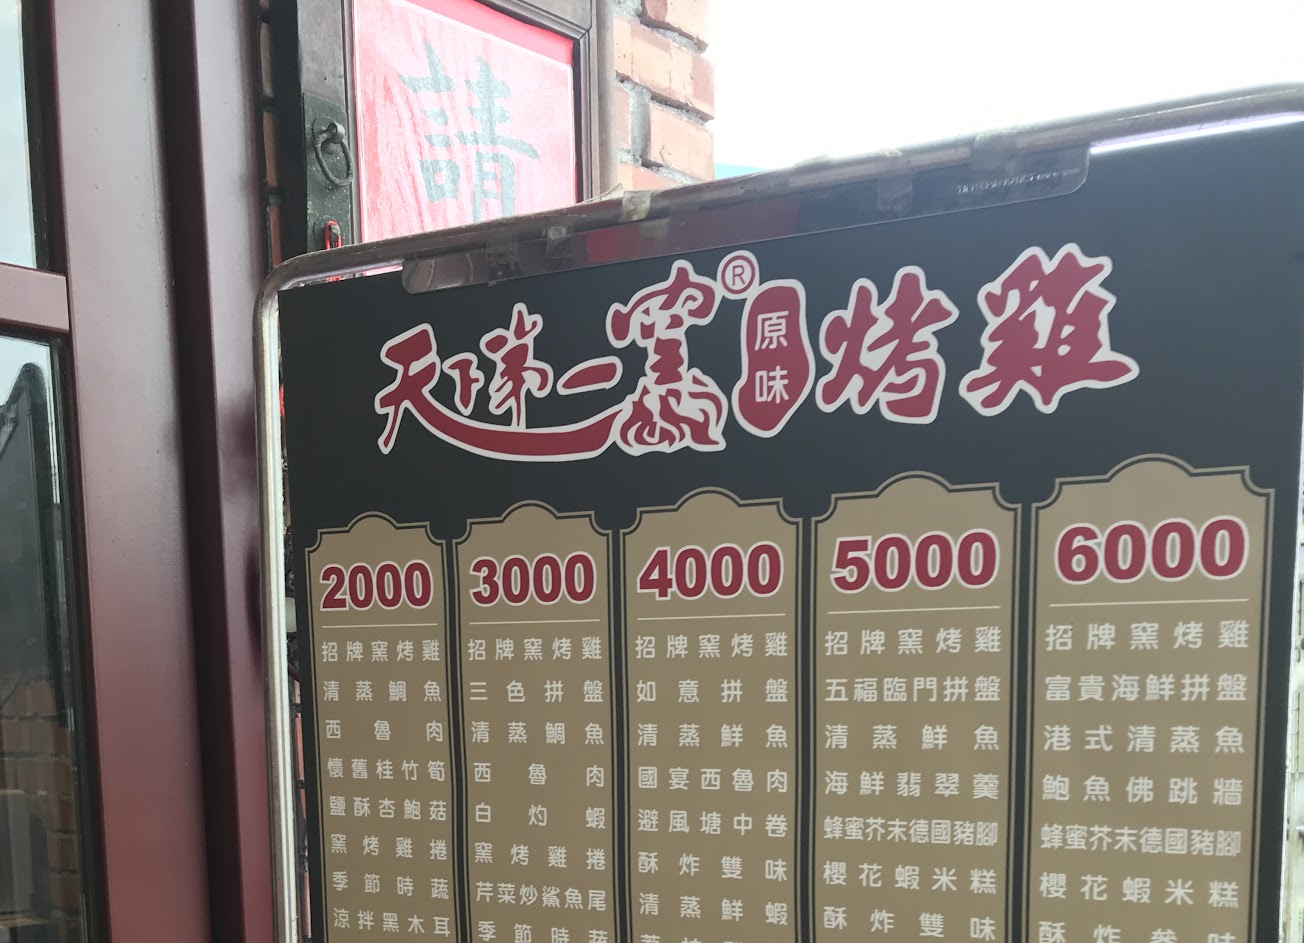 請
天下第一窯® 原味 烤雞
2000
招牌窯烤雞
清蒸鯛魚
西魯肉
懷舊桂竹筍
鹽酥杏鮑菇
窯烤雞捲
季節時蔬
涼拌黑木耳
3000
招牌窯烤雞
三色拼盤
清蒸鯛魚
西魯肉
白灼蝦
窯烤雞捲
芹菜炒鯊魚尾
季節時蔬
4000
招牌窯烤雞
如意拼盤
清蒸鮮魚
國宴西魯肉
避風塘中卷
酥炸雙味
清蒸鮮蝦
5000
招牌窯烤雞
五福臨門拼盤
清蒸鮮魚
海鮮翡翠羹
蜂蜜芥末德國豬腳
櫻花蝦米糕
酥炸雙味
6000
招牌窯烤雞
富貴海鮮拼盤
港式清蒸魚
鮑魚佛跳牆
蜂蜜芥末德國豬腳
櫻花蝦米糕
酥炸參味